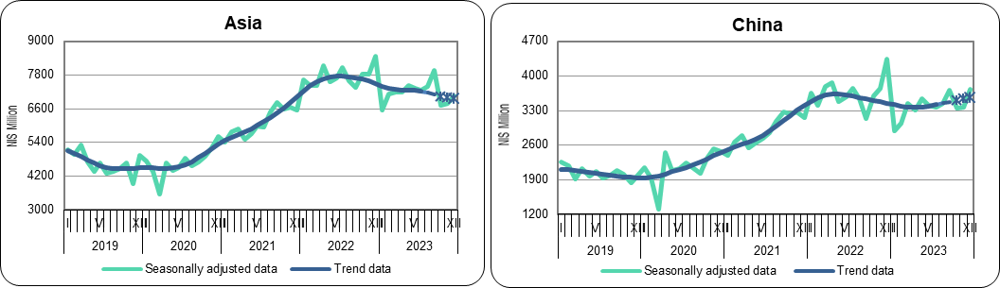 Asia
9000
7800
6600
5400
4200
3000
NIS Million
I V XII V XII V XII V XII V XII
2019 2020 2021 2022 2023
Seasonally adjusted data Trend data
China
4700
4000
3300
2600
1900
1200
NIS Million
I V XII V XII V XII V XII V XII
2019 2020 2021 2022 2023
Seasonally adjusted data Trend data